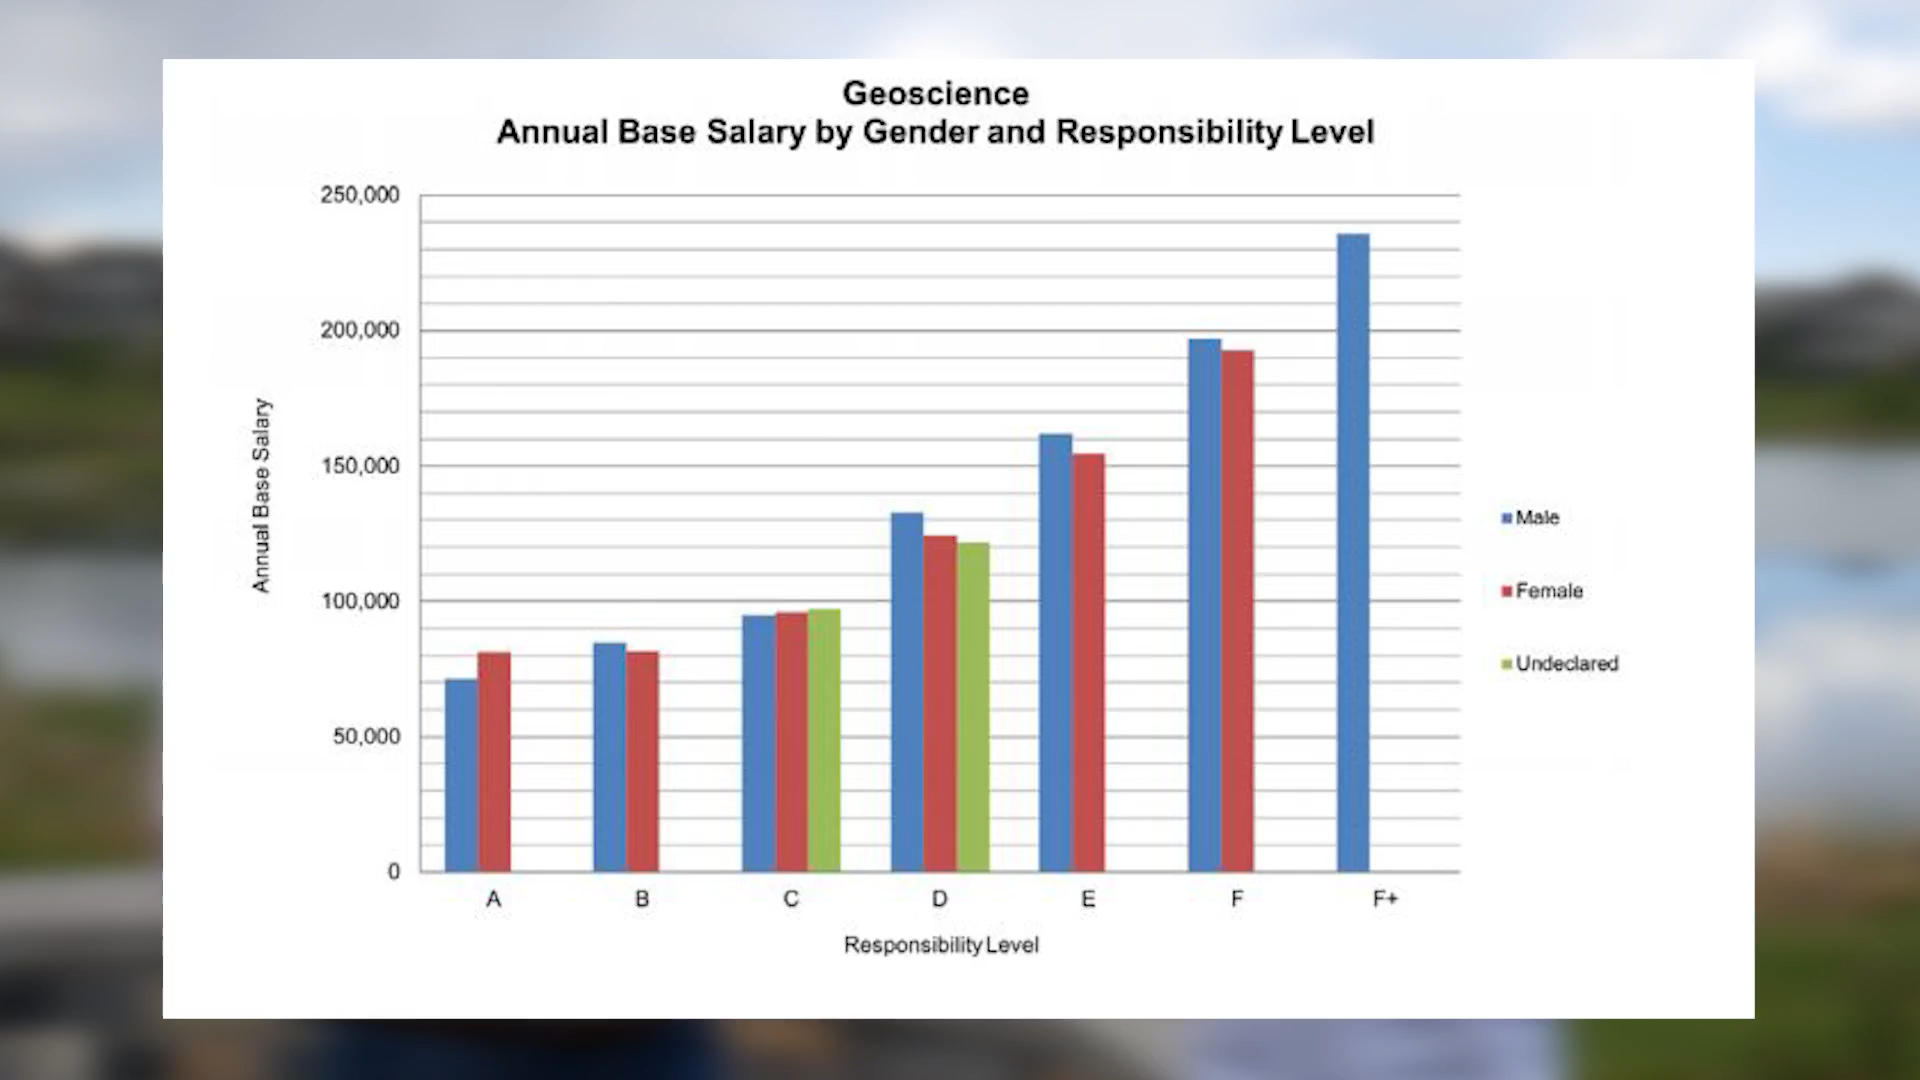 Geoscience
Annual Base Salary by Gender and Responsibility Level
250,000
200,000
150,000
100,000
50,000
0
Annual Base Salary
A B C D E F F+
Responsibility Level
Male
Female
Undeclared